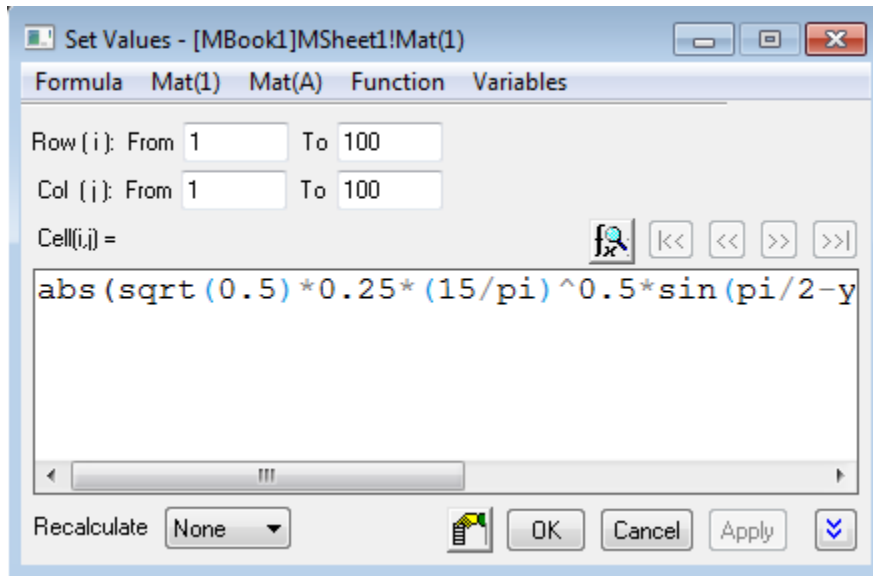 Set Values - [MBook1]MSheet1!Mat(1)
Formula Mat(1) Mat(A) Function Variables
Row ( i ): From 1 To 100
Col ( j ): From 1 To 100
Cell(i,j) =
|<< << >> >>|
abs(sqrt(0.5)*0.25*(15/pi)^0.5*sin(pi/2-y
Recalculate None OK Cancel Apply